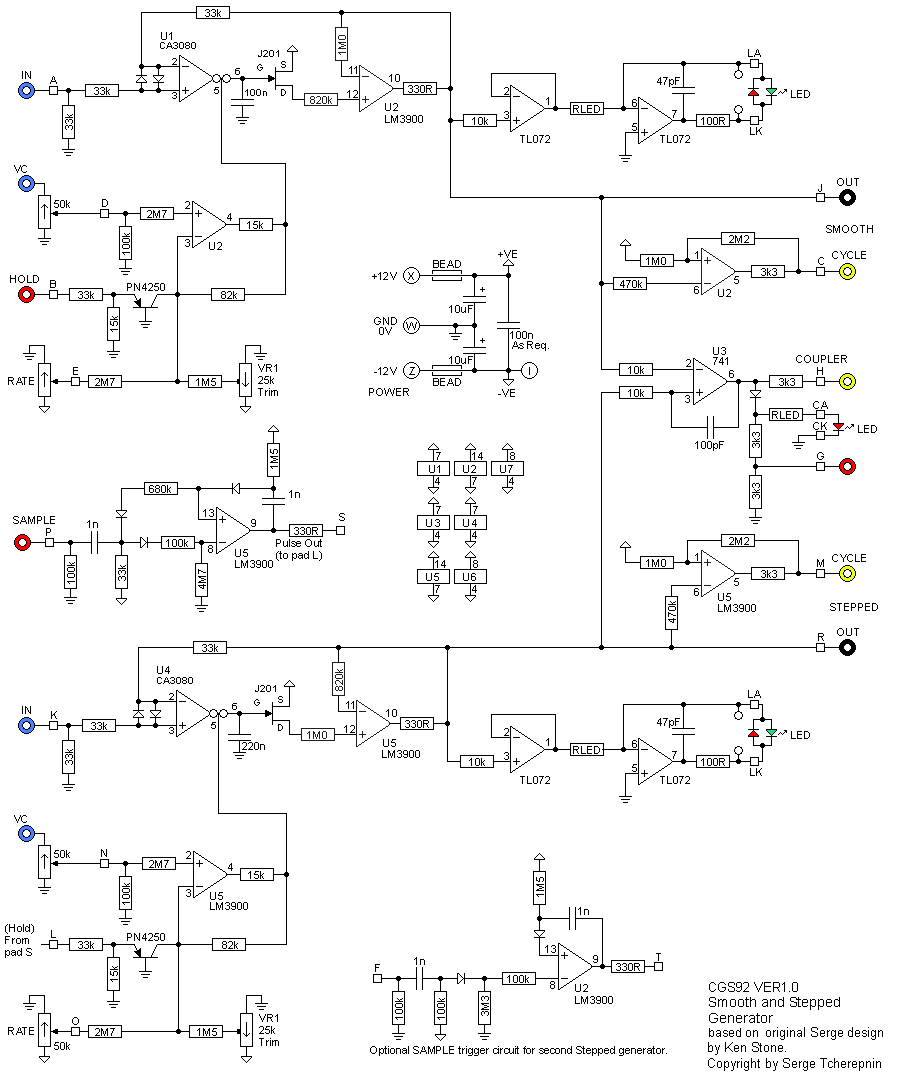 33k
U1
CA3080
J201
1M0
G
S
D
IN
A
33k
33k
2
3
6
5
100n
820k
11
12
10
330R
U2
LM3900
10k
2
3
1
TL072
RLED
47pF
6
5
7
TL072
100R
LA
LK
LED
VC
50k
D
100k
2M7
2
3
4
U2
15k
HOLD
B
33k
15k
PN4250
82k
RATE
E
2M7
1M5
VR1
25k
Trim
+12V
X
BEAD
+VE
10uF
+
GND
0V
W
100n
As Req.
10uF
+
-12V
Z
BEAD
I
POWER
-VE
J
OUT
SMOOTH
1M0
2M2
1
6
5
470k
U2
3k3
C
CYCLE
U3
741
10k
10k
2
3
6
100pF
COUPLER
3k3
H
RLED
CA
CK
LED
3k3
G
3k3
7
U1
4
14
U2
7
8
U7
4
7
U3
4
7
U4
4
14
U5
7
8
U6
4
1M5
680k
1n
SAMPLE
P
1n
100k
33k
100k
4M7
13
8
9
U5
LM3900
330R
S
Pulse Out
(to pad L)
1M0
2M2
1
6
5
470k
U5
LM3900
3k3
M
CYCLE
STEPPED
R
OUT
33k
U4
CA3080
J201
820k
G
S
D
IN
K
33k
33k
2
3
6
5
220n
1M0
11
12
10
330R
U5
LM3900
10k
2
3
1
TL072
RLED
47pF
6
5
7
TL072
100R
LA
LK
LED
VC
50k
N
100k
2M7
2
3
4
U5
LM3900
15k
(Hold)
From
pad S
L
33k
15k
PN4250
82k
RATE
50k
O
2M7
1M5
VR1
25k
Trim
1M5
1n
F
1n
100k
100k
3M3
100k
13
8
9
U2
LM3900
330R
T
Optional SAMPLE trigger circuit for second Stepped generator.
CGS92 VER1.0
Smooth and Stepped
Generator
based on original Serge design
by Ken Stone.
Copyright by Serge Tcherepnin